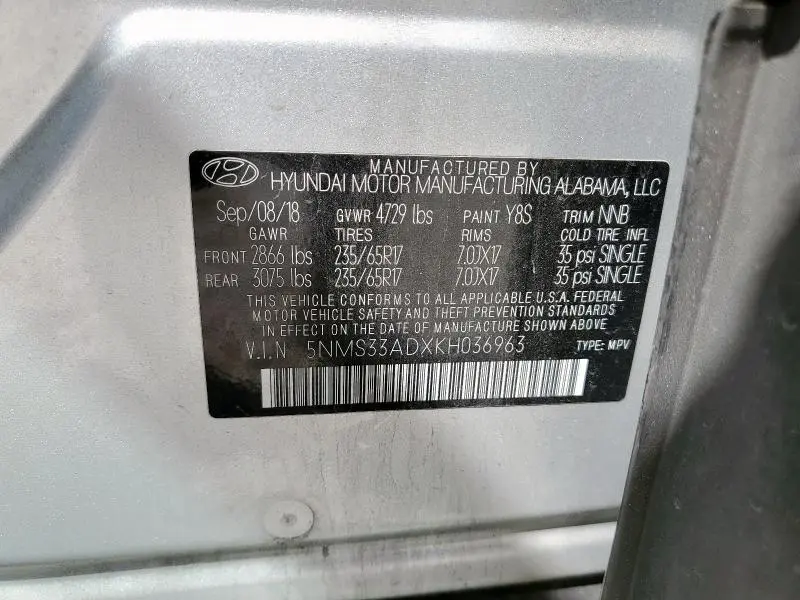 MANUFACTURED BY
HYUNDAI MOTOR MANUFACTURING ALABAMA, LLC
Sep/08/18 GVWR 4729 lbs PAINT Y8S TRIM NNB
GAWR TIRES RIMS COLD TIRE INFL
FRONT 2866 lbs 235/65R17 7.0JX17 35 psi SINGLE
REAR 3075 lbs 235/65R17 7.0JX17 35 psi SINGLE
THIS VEHICLE CONFORMS TO ALL APPLICABLE U.S.A. FEDERAL
MOTOR VEHICLE SAFETY AND THEFT PREVENTION STANDARDS
IN EFFECT ON THE DATE OF MANUFACTURE SHOWN ABOVE
V.I.N 5NMS33ADXKH036963 TYPE: MPV